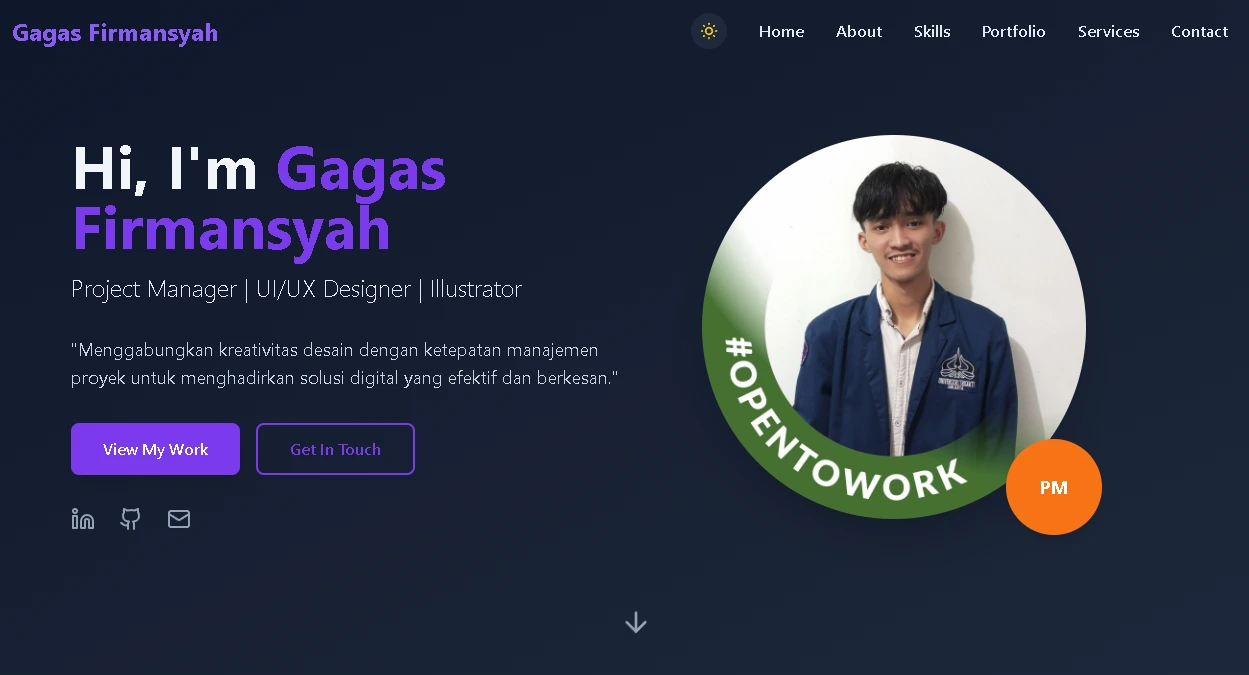 Gagas Firmansyah
Home About Skills Portfolio Services Contact
Hi, I'm Gagas
Firmansyah
Project Manager | UI/UX Designer | Illustrator
"Menggabungkan kreativitas desain dengan ketepatan manajemen
proyek untuk menghadirkan solusi digital yang efektif dan berkesan."
View My Work
Get In Touch
#OPENTOWORK
PM